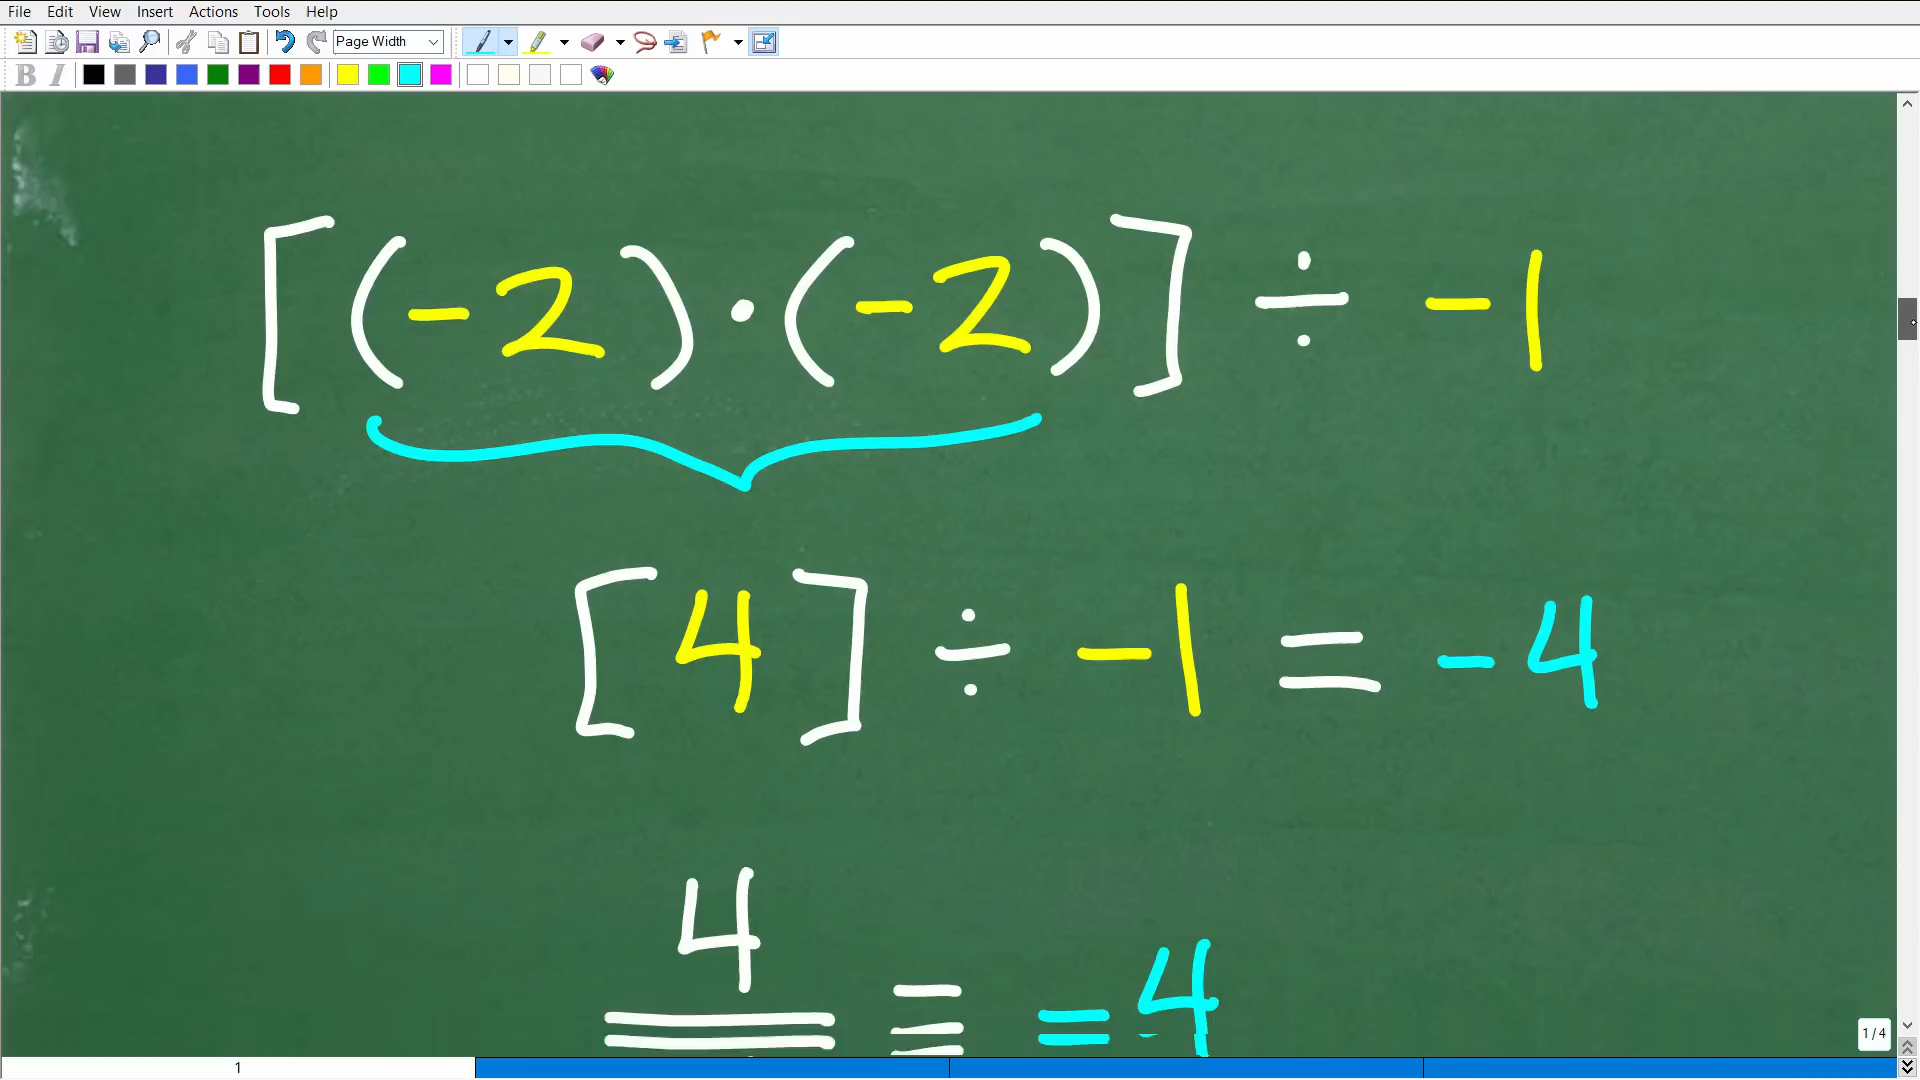 File Edit View Insert Actions Tools Help
Page Width
B I
[(-2) · (-2)] ÷ -1
[4] ÷ -1 = -4
4
1 / 4
1